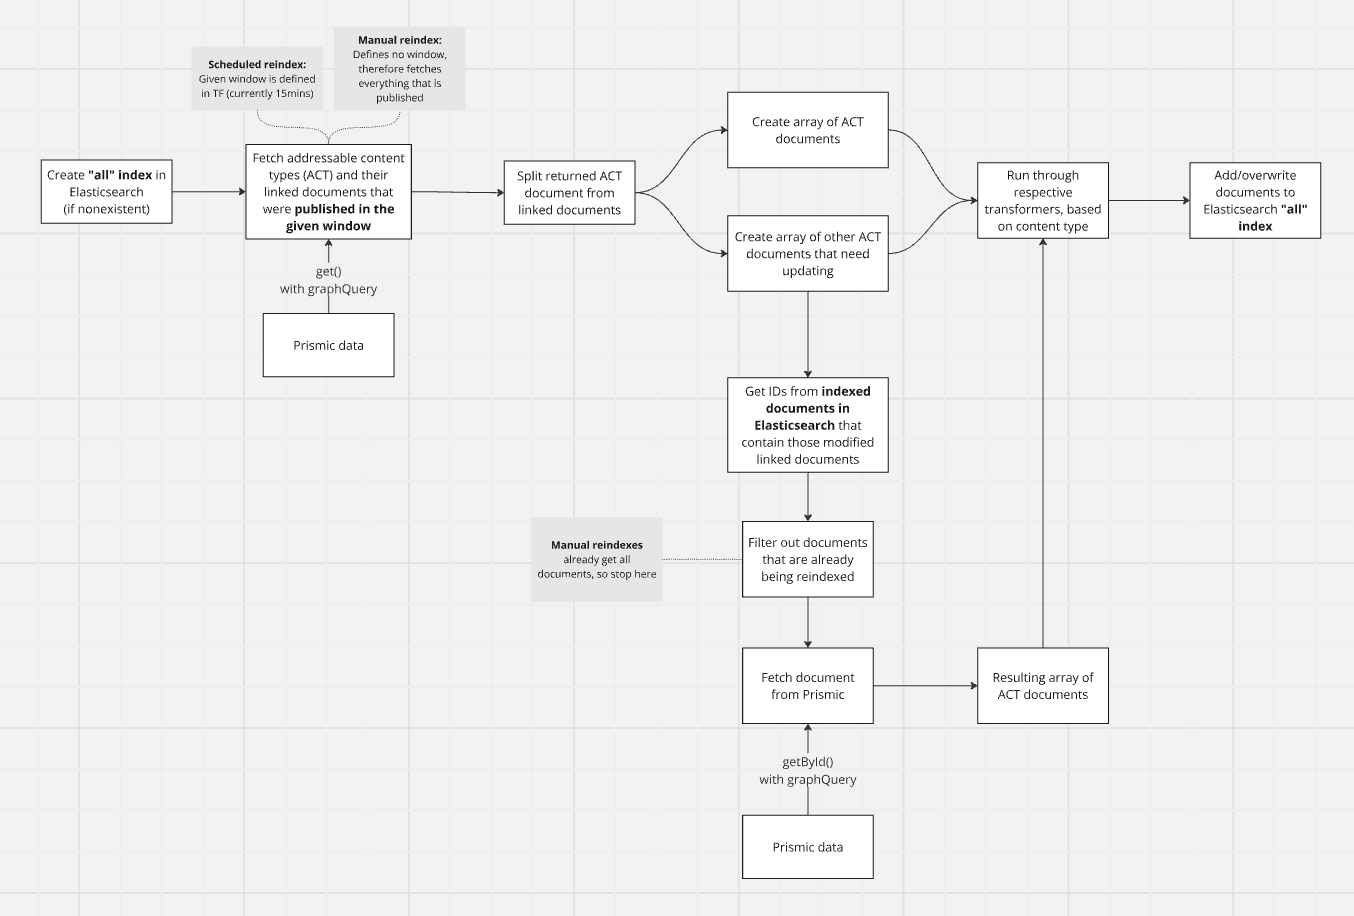 Scheduled reindex:
Given window is defined
in TF (currently 15mins)
Manual reindex:
Defines no window,
therefore fetches
everything that is
published
Create "all" index in
Elasticsearch
(if nonexistent)
Fetch addressable content
types (ACT) and their
linked documents that
were published in the
given window
get()
with graphQuery
Prismic data
Split returned ACT
document from
linked documents
Create array of ACT
documents
Create array of other ACT
documents that need
updating
Run through
respective
transformers, based
on content type
Add/overwrite
documents to
Elasticsearch "all"
index
Get IDs from indexed
documents in
Elasticsearch that
contain those modified
linked documents
Manual reindexes
already get all
documents, so stop here
Filter out documents
that are already
being reindexed
Fetch document
from Prismic
Resulting array of
ACT documents
getById()
with graphQuery
Prismic data